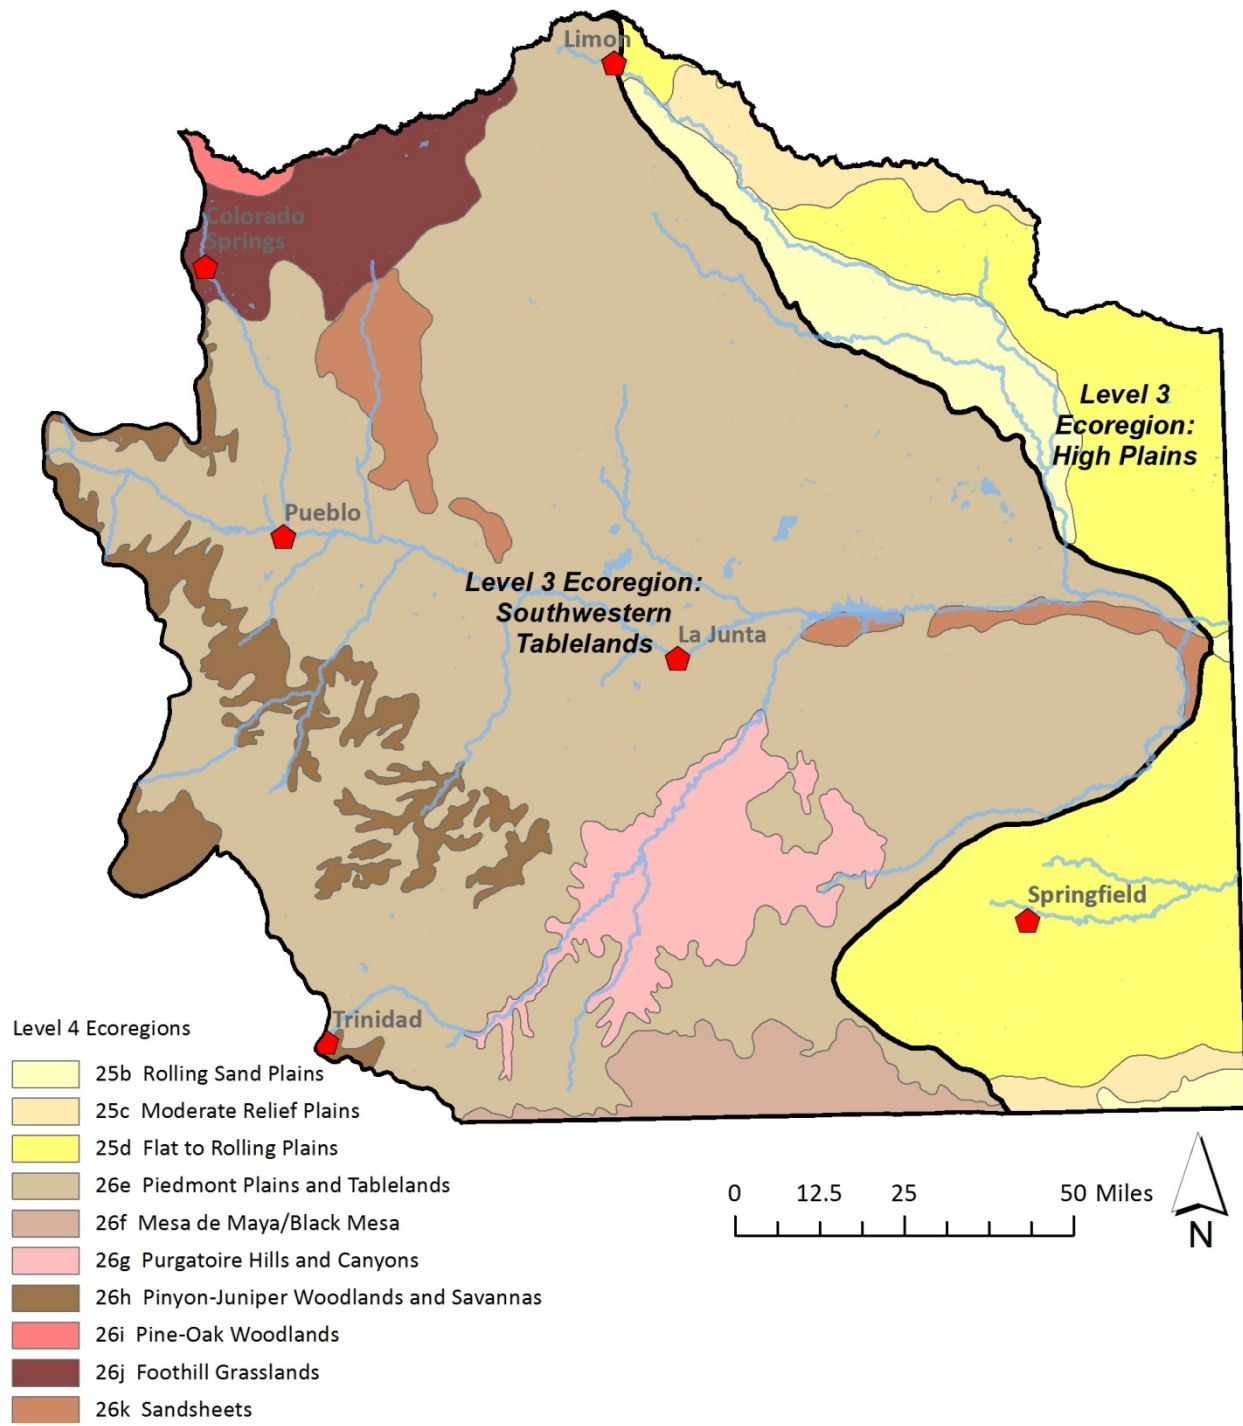 Limon
Colorado
Springs
Level 3
Ecoregion:
High Plains
Pueblo
Level 3 Ecoregion:
Southwestern
Tablelands
La Junta
Springfield
Trinidad
Level 4 Ecoregions
25b Rolling Sand Plains
25c Moderate Relief Plains
25d Flat to Rolling Plains
26e Piedmont Plains and Tablelands
26f Mesa de Maya/Black Mesa
26g Purgatoire Hills and Canyons
26h Pinyon-Juniper Woodlands and Savannas
26i Pine-Oak Woodlands
26j Foothill Grasslands
26k Sandsheets
0 12.5 25 50 Miles
N